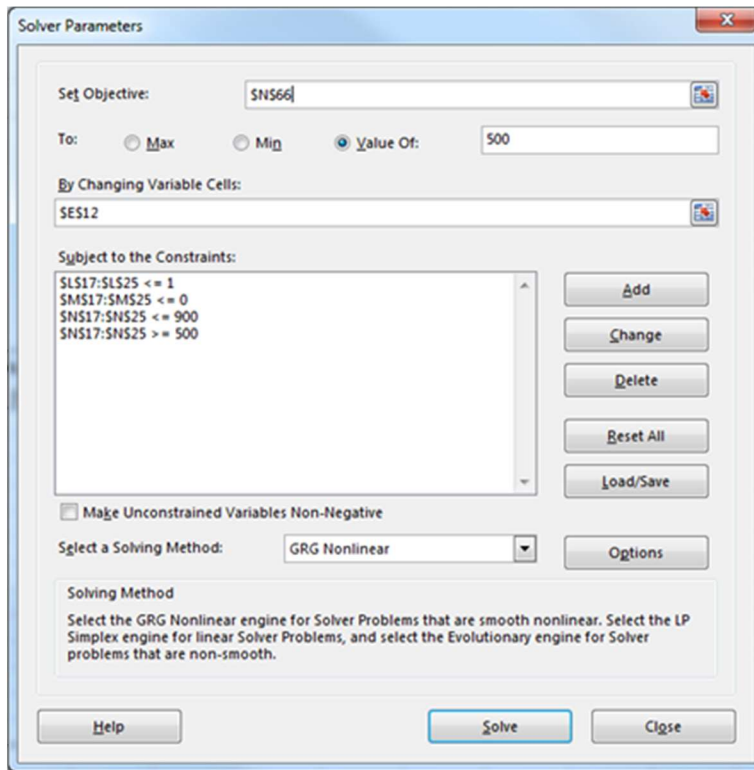 Solver Parameters
Set Objective: $N$66
To: Max Min Value Of: 500
By Changing Variable Cells:
$E$12
Subject to the Constraints:
$L$17:$L$25 <= 1
$M$17:$M$25 <= 0
$N$17:$N$25 <= 900
$N$17:$N$25 >= 500
Add
Change
Delete
Reset All
Load/Save
Make Unconstrained Variables Non-Negative
Select a Solving Method: GRG Nonlinear Options
Solving Method
Select the GRG Nonlinear engine for Solver Problems that are smooth nonlinear. Select the LP
Simplex engine for linear Solver Problems, and select the Evolutionary engine for Solver
problems that are non-smooth.
Help Solve Close